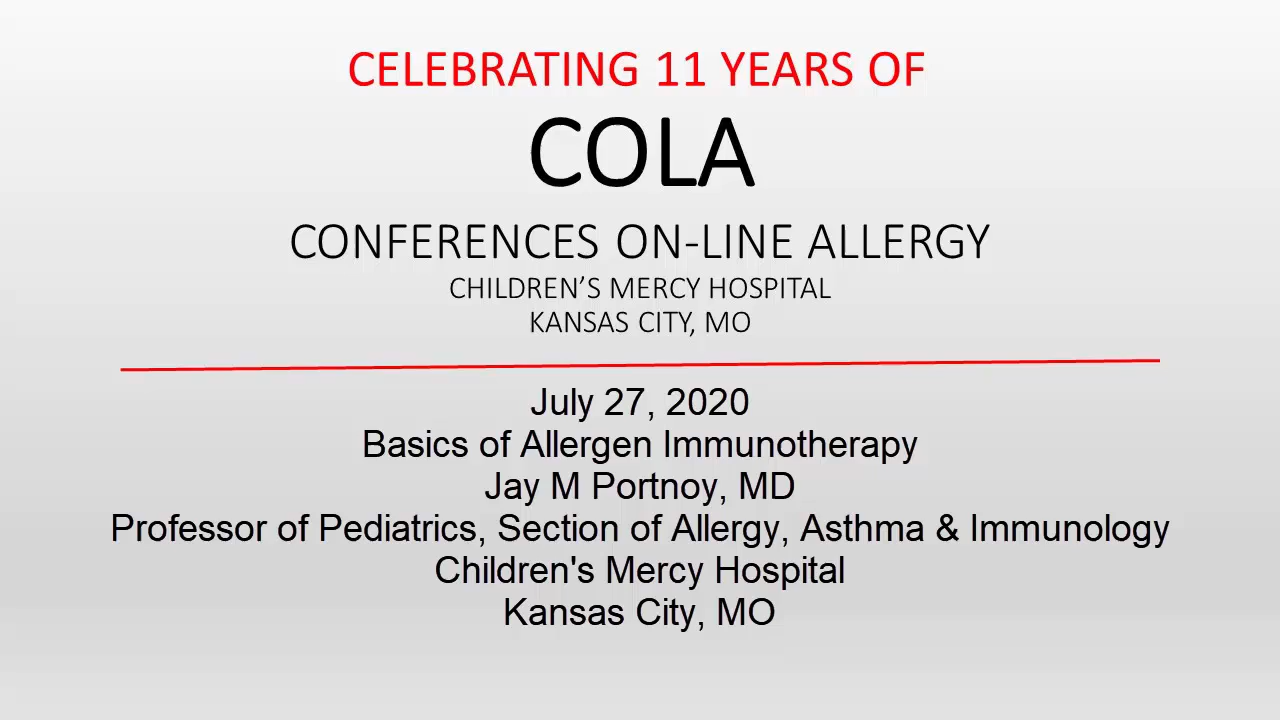 CELEBRATING 11 YEARS OF
COLA
CONFERENCES ON-LINE ALLERGY
CHILDREN’S MERCY HOSPITAL
KANSAS CITY, MO
July 27, 2020
Basics of Allergen Immunotherapy
Jay M Portnoy, MD
Professor of Pediatrics, Section of Allergy, Asthma & Immunology
Children's Mercy Hospital
Kansas City, MO